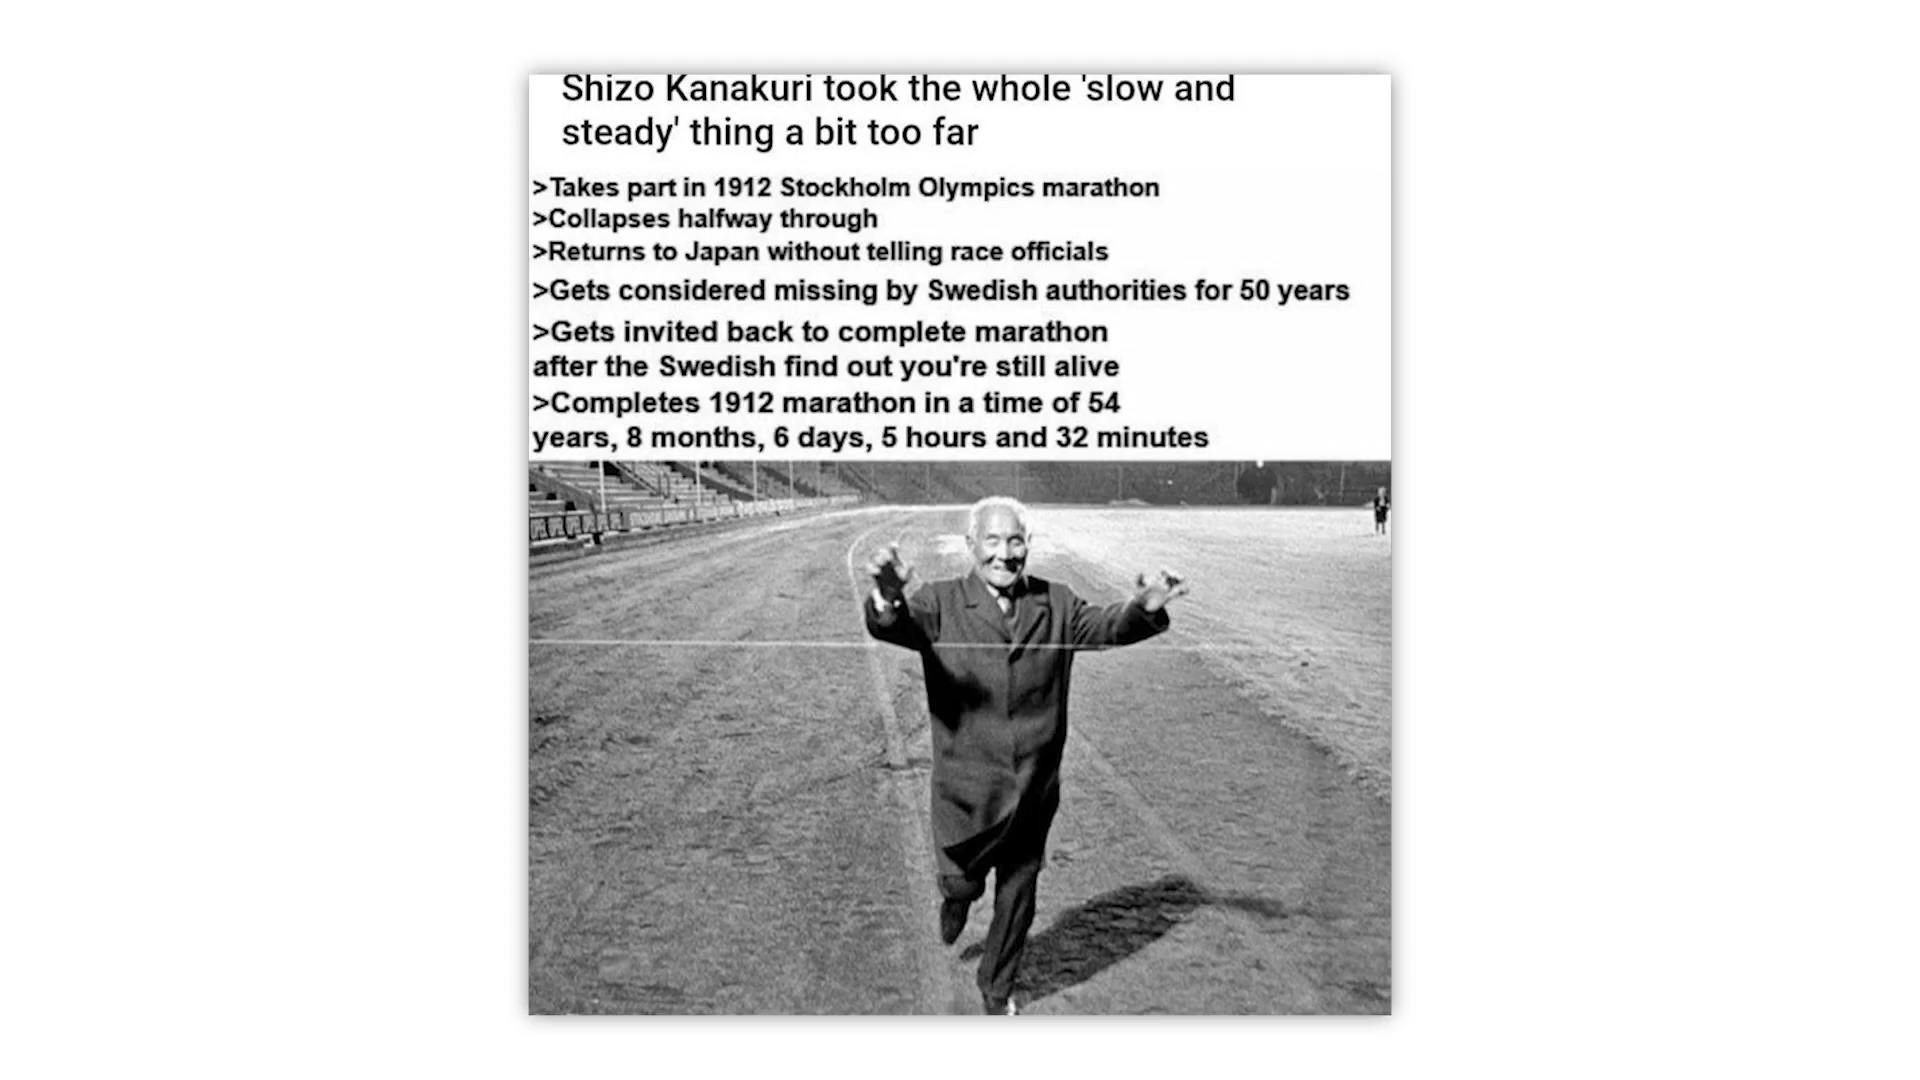 Shizo Kanakuri took the whole 'slow and
steady' thing a bit too far
>Takes part in 1912 Stockholm Olympics marathon
>Collapses halfway through
>Returns to Japan without telling race officials
>Gets considered missing by Swedish authorities for 50 years
>Gets invited back to complete marathon
after the Swedish find out you're still alive
>Completes 1912 marathon in a time of 54
years, 8 months, 6 days, 5 hours and 32 minutes